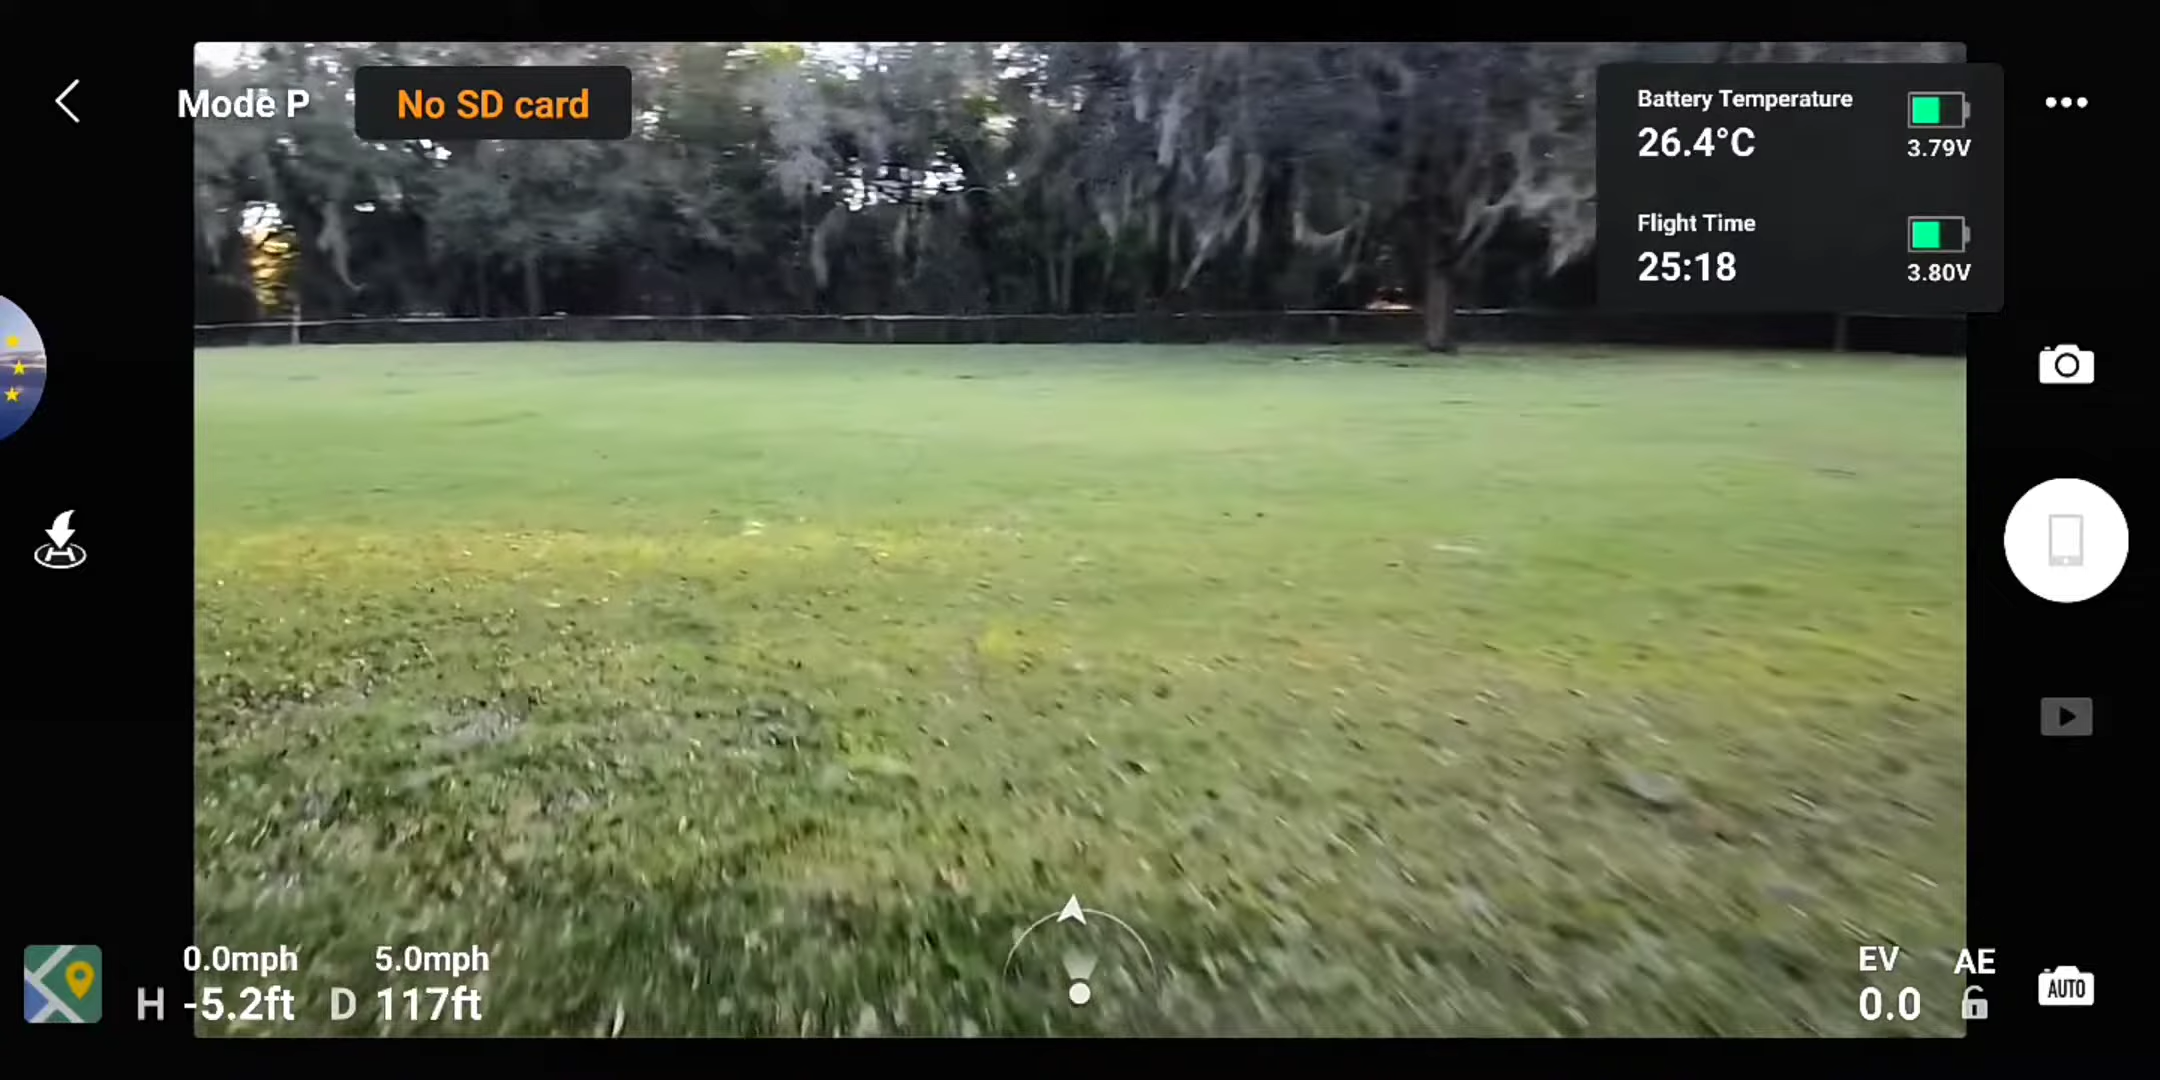 Mode P
No SD card
Battery Temperature
26.4°C
3.79V
Flight Time
25:18
3.80V
0.0mph
5.0mph
H -5.2ft
D 117ft
EV
0.0
AE
AUTO